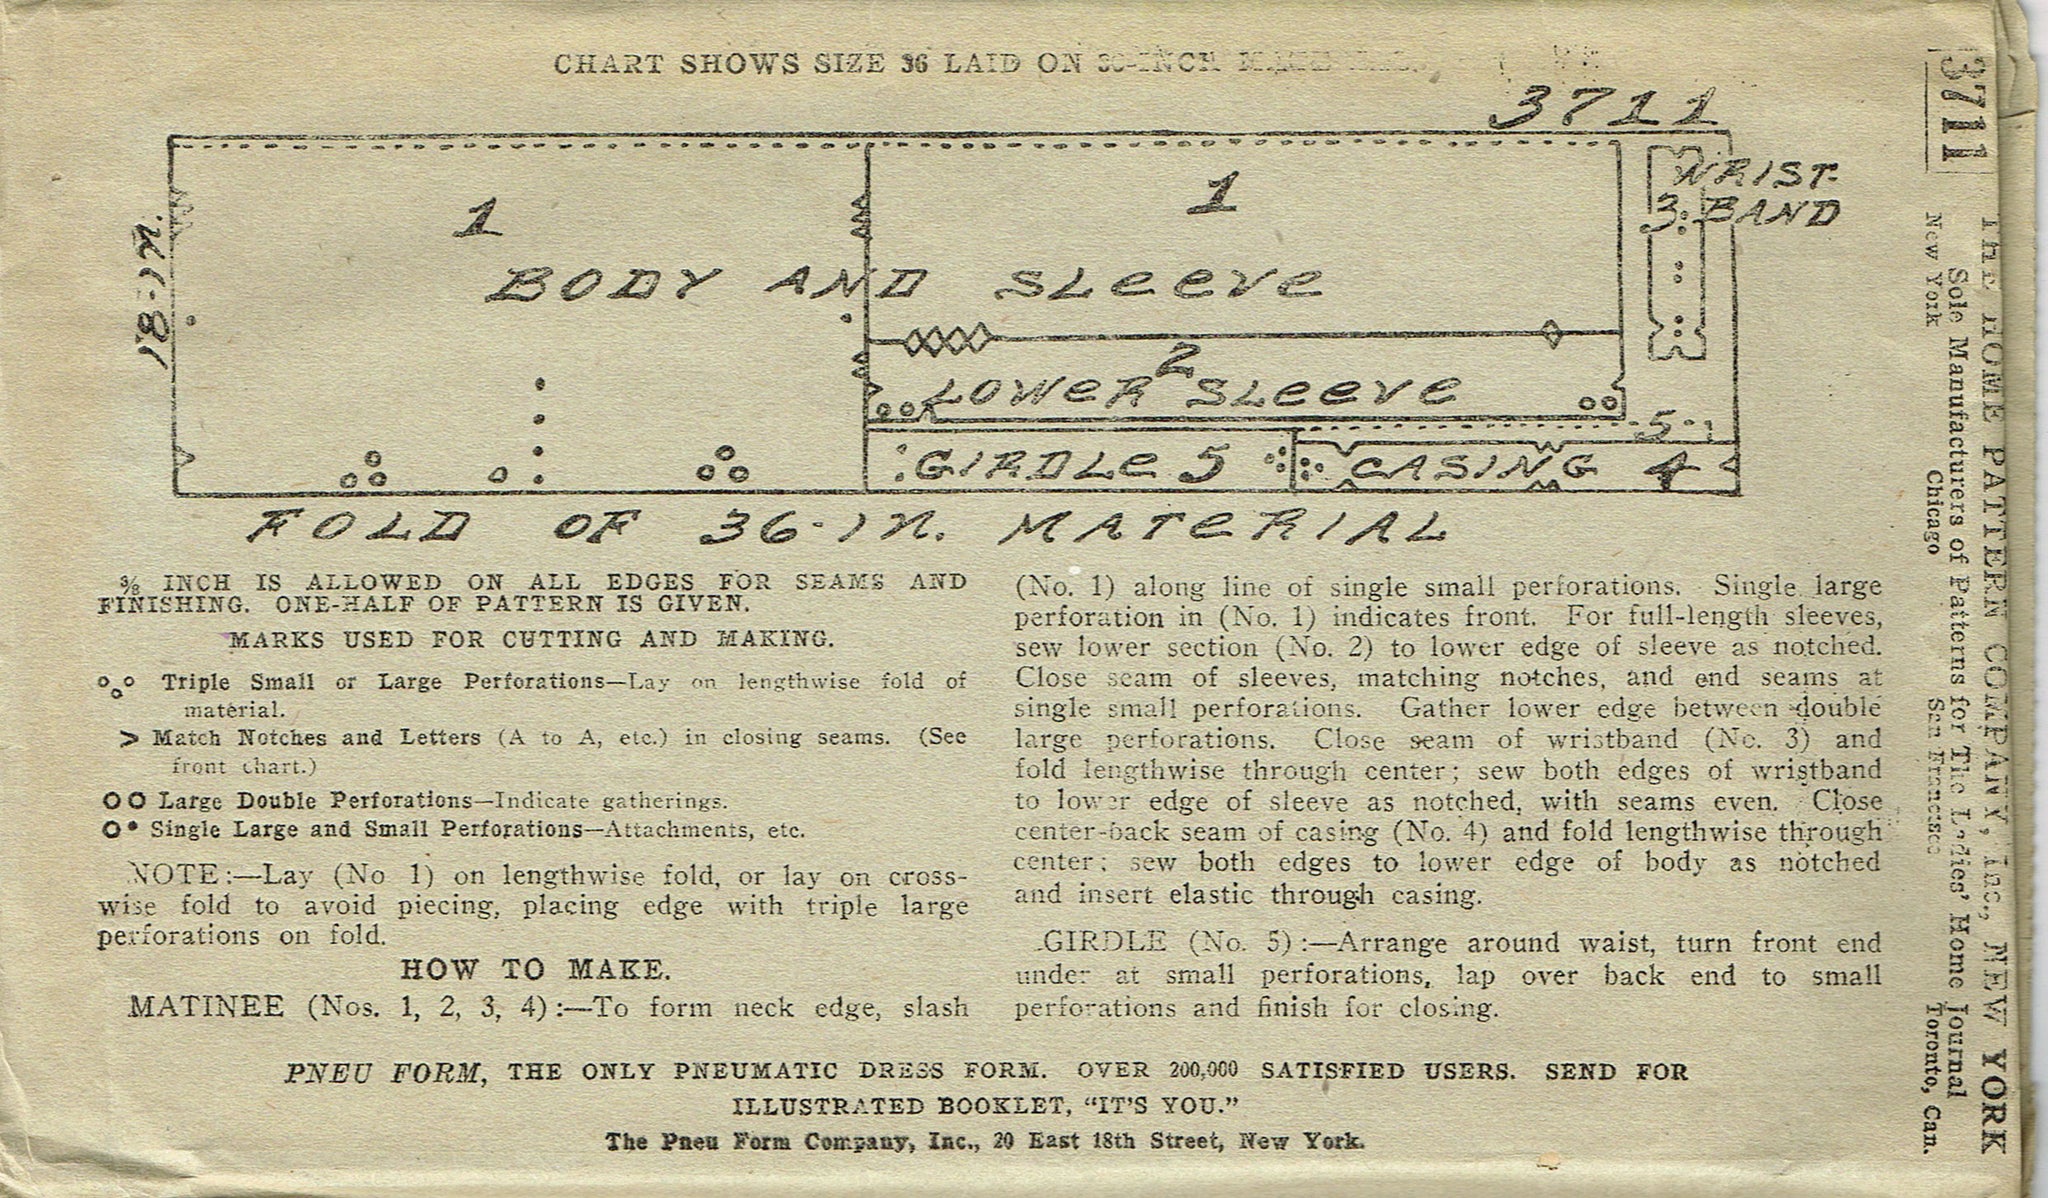 CHART SHOWS SIZE 36 LAID ON 36-INCH
3711
18-IN.
1
1
WRIST-
3 BAND
BODY AND SLEEVE
2
LOWER SLEEVE
5
GIRDLE 5
CASING 4
FOLD OF 36-IN. MATERIAL
⅜ INCH IS ALLOWED ON ALL EDGES FOR SEAMS AND
FINISHING. ONE-HALF OF PATTERN IS GIVEN.
MARKS USED FOR CUTTING AND MAKING.
Triple Small or Large Perforations—Lay on lengthwise fold of
material.
> Match Notches and Letters (A to A, etc.) in closing seams. (See
front chart.)
Large Double Perforations—Indicate gatherings.
Single Large and Small Perforations—Attachments, etc.
NOTE:—Lay (No 1) on lengthwise fold, or lay on cross-
wise fold to avoid piecing, placing edge with triple large
perforations on fold.
HOW TO MAKE.
MATINEE (Nos. 1, 2, 3, 4):—To form neck edge, slash
(No. 1) along line of single small perforations. Single large
perforation in (No. 1) indicates front. For full-length sleeves,
sew lower section (No. 2) to lower edge of sleeve as notched.
Close seam of sleeves, matching notches, and end seams at
single small perforations. Gather lower edge between double
large perforations. Close seam of wristband (No. 3) and
fold lengthwise through center; sew both edges of wristband
to lower edge of sleeve as notched, with seams even. Close
center-back seam of casing (No. 4) and fold lengthwise through
center; sew both edges to lower edge of body as notched
and insert elastic through casing.
GIRDLE (No. 5):—Arrange around waist, turn front end
under at small perforations, lap over back end to small
perforations and finish for closing.
PNEU FORM, THE ONLY PNEUMATIC DRESS FORM. OVER 200,000 SATISFIED USERS. SEND FOR
ILLUSTRATED BOOKLET, "IT'S YOU."
The Pneu Form Company, Inc., 20 East 18th Street, New York.
3711
THE HOME PATTERN COMPANY, Inc., NEW YORK
Sole Manufacturers of Patterns for The Ladies' Home Journal
New York Chicago San Francisco Toronto, Can.